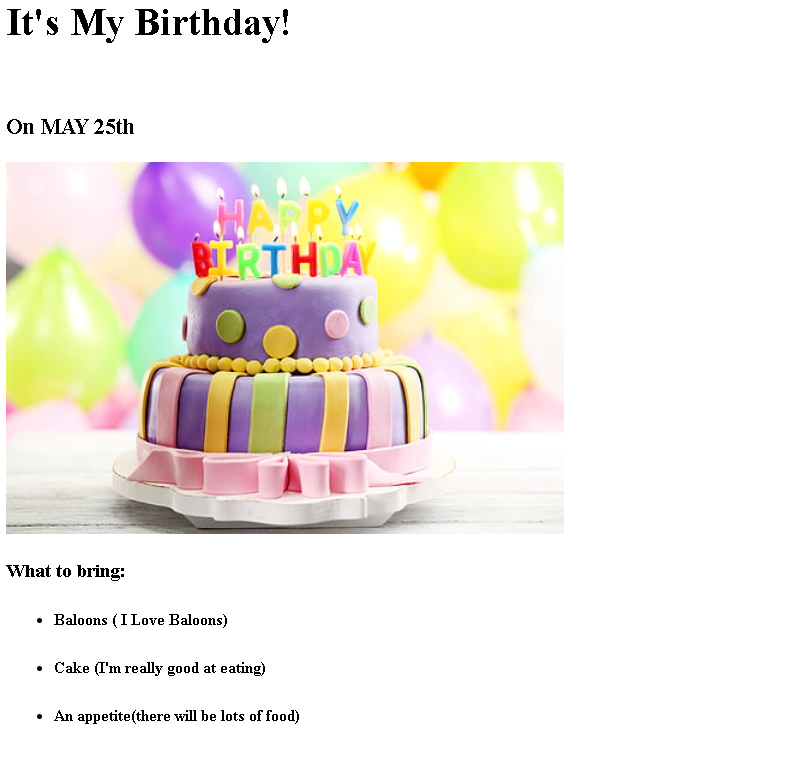 It's My Birthday!
On MAY 25th
HAPPY
BIRTHDAY
What to bring:
Baloons ( I Love Baloons)
Cake (I'm really good at eating)
An appetite(there will be lots of food)